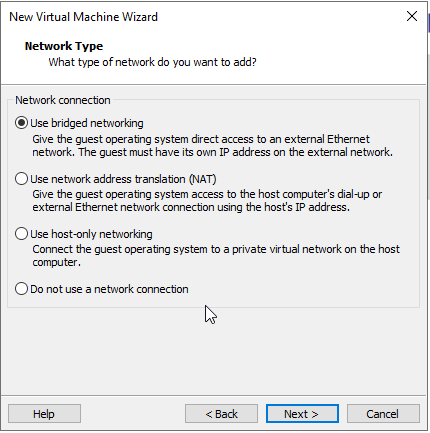 New Virtual Machine Wizard
Network Type
What type of network do you want to add?
Network connection
Use bridged networking
Give the guest operating system direct access to an external Ethernet
network. The guest must have its own IP address on the external network.
Use network address translation (NAT)
Give the guest operating system access to the host computer's dial-up or
external Ethernet network connection using the host's IP address.
Use host-only networking
Connect the guest operating system to a private virtual network on the host
computer.
Do not use a network connection
Help
< Back
Next >
Cancel